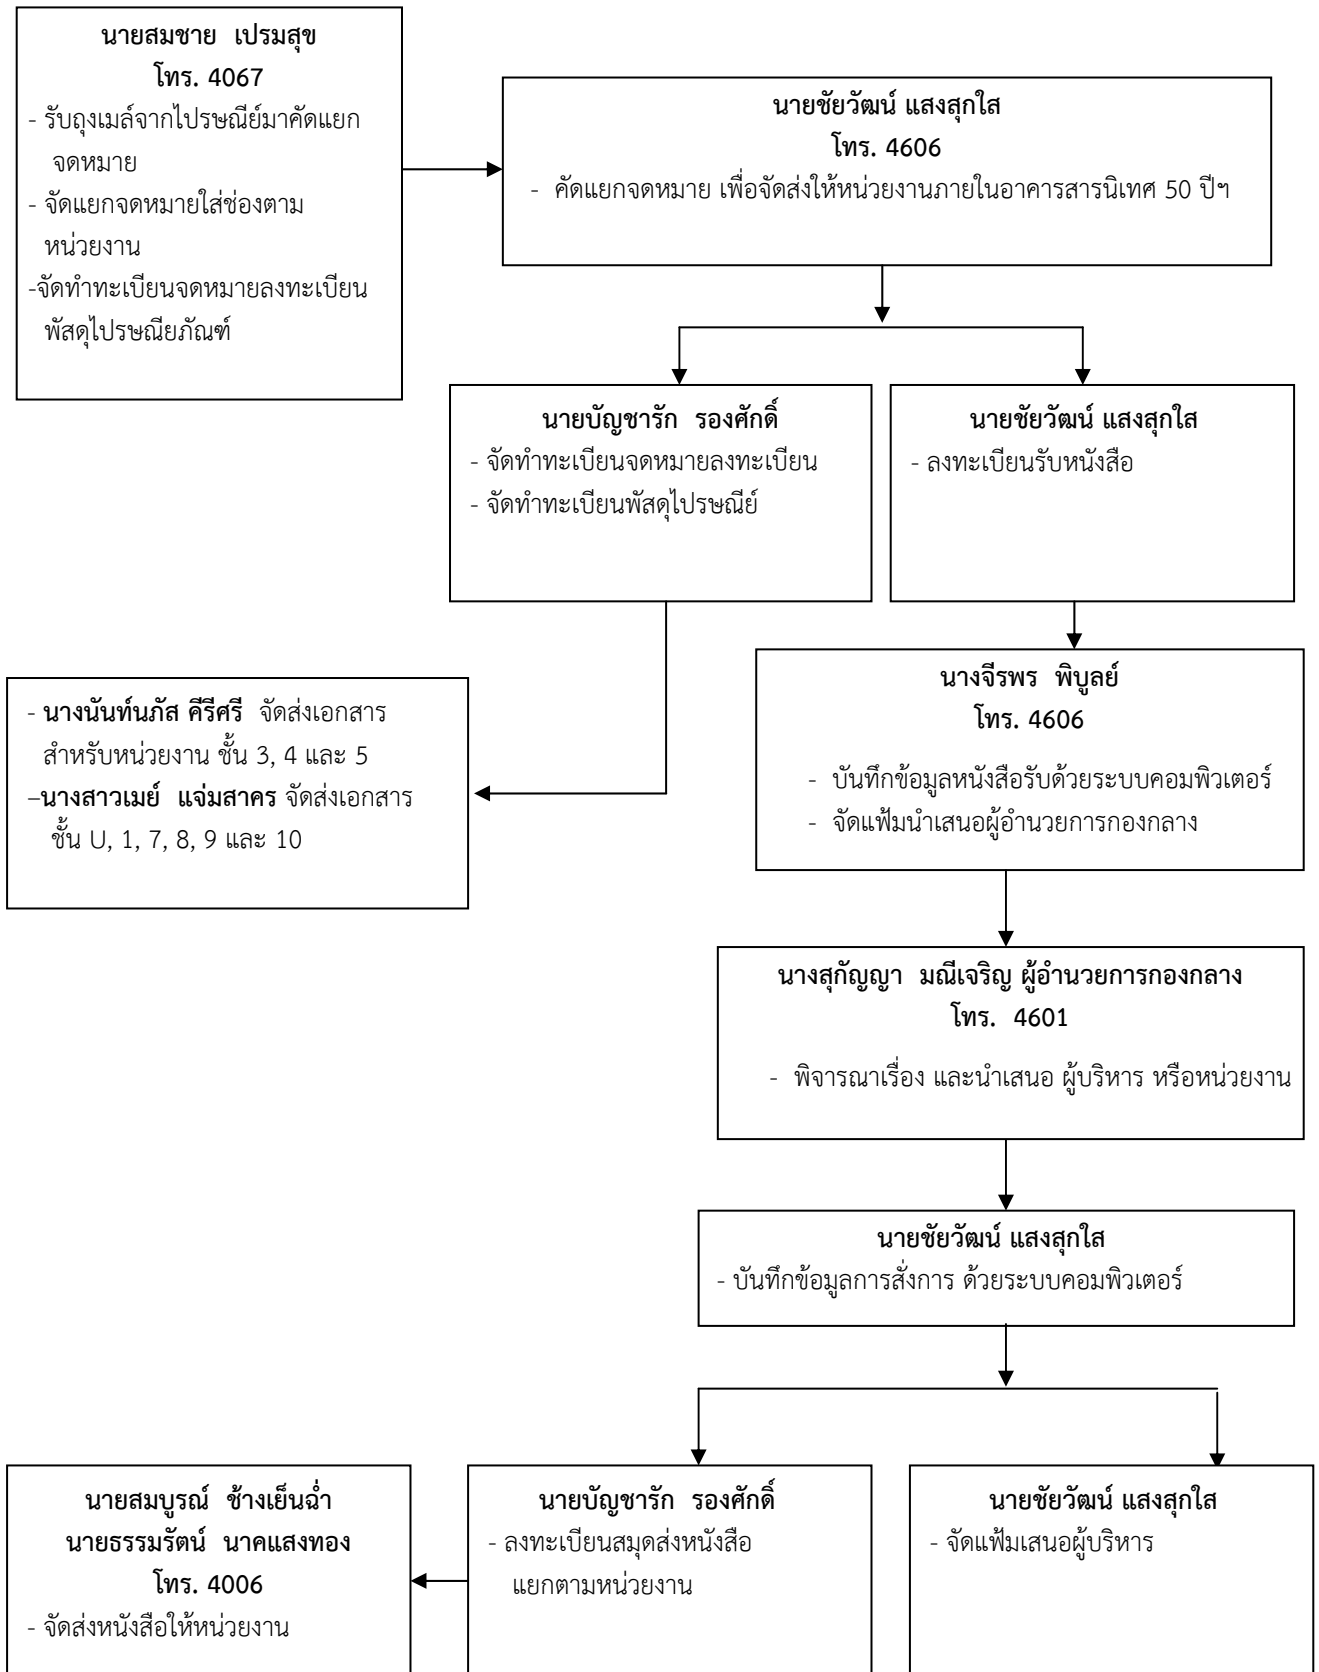 นายสมชาย  เปรมสุข
โทร. 4067
- รับถุงเมล์จากไปรษณีย์มาคัดแยก
จดหมาย
- จัดแยกจดหมายใส่ช่องตาม
หน่วยงาน
-จัดทำทะเบียนจดหมายลงทะเบียน
พัสดุไปรษณียภัณฑ์
นายชัยวัฒน์ แสงสุกใส
โทร. 4606
- คัดแยกจดหมาย เพื่อจัดส่งให้หน่วยงานภายในอาคารสารนิเทศ 50 ปีฯ
นายบัญชารัก  รองศักดิ์
- จัดทำทะเบียนจดหมายลงทะเบียน
- จัดทำทะเบียนพัสดุไปรษณีย์
นายชัยวัฒน์ แสงสุกใส
- ลงทะเบียนรับหนังสือ
- นางนันท์นภัส คีรีศรี จัดส่งเอกสาร
สำหรับหน่วยงาน ชั้น 3, 4 และ 5
–นางสาวเมย์  แจ่มสาคร จัดส่งเอกสาร
ชั้น U, 1, 7, 8, 9 และ 10
นางจีรพร  พิบูลย์
โทร. 4606
- บันทึกข้อมูลหนังสือรับด้วยระบบคอมพิวเตอร์
- จัดแฟ้มนำเสนอผู้อำนวยการกองกลาง
นางสุกัญญา  มณีเจริญ ผู้อำนวยการกองกลาง
โทร.  4601
- พิจารณาเรื่อง และนำเสนอ ผู้บริหาร หรือหน่วยงาน
นายชัยวัฒน์ แสงสุกใส
- บันทึกข้อมูลการสั่งการ ด้วยระบบคอมพิวเตอร์
นายสมบูรณ์  ช้างเย็นฉ่ำ
นายธรรมรัตน์  นาคแสงทอง
โทร. 4006
- จัดส่งหนังสือให้หน่วยงาน
นายบัญชารัก  รองศักดิ์
- ลงทะเบียนสมุดส่งหนังสือ
แยกตามหน่วยงาน
นายชัยวัฒน์ แสงสุกใส
- จัดแฟ้มเสนอผู้บริหาร